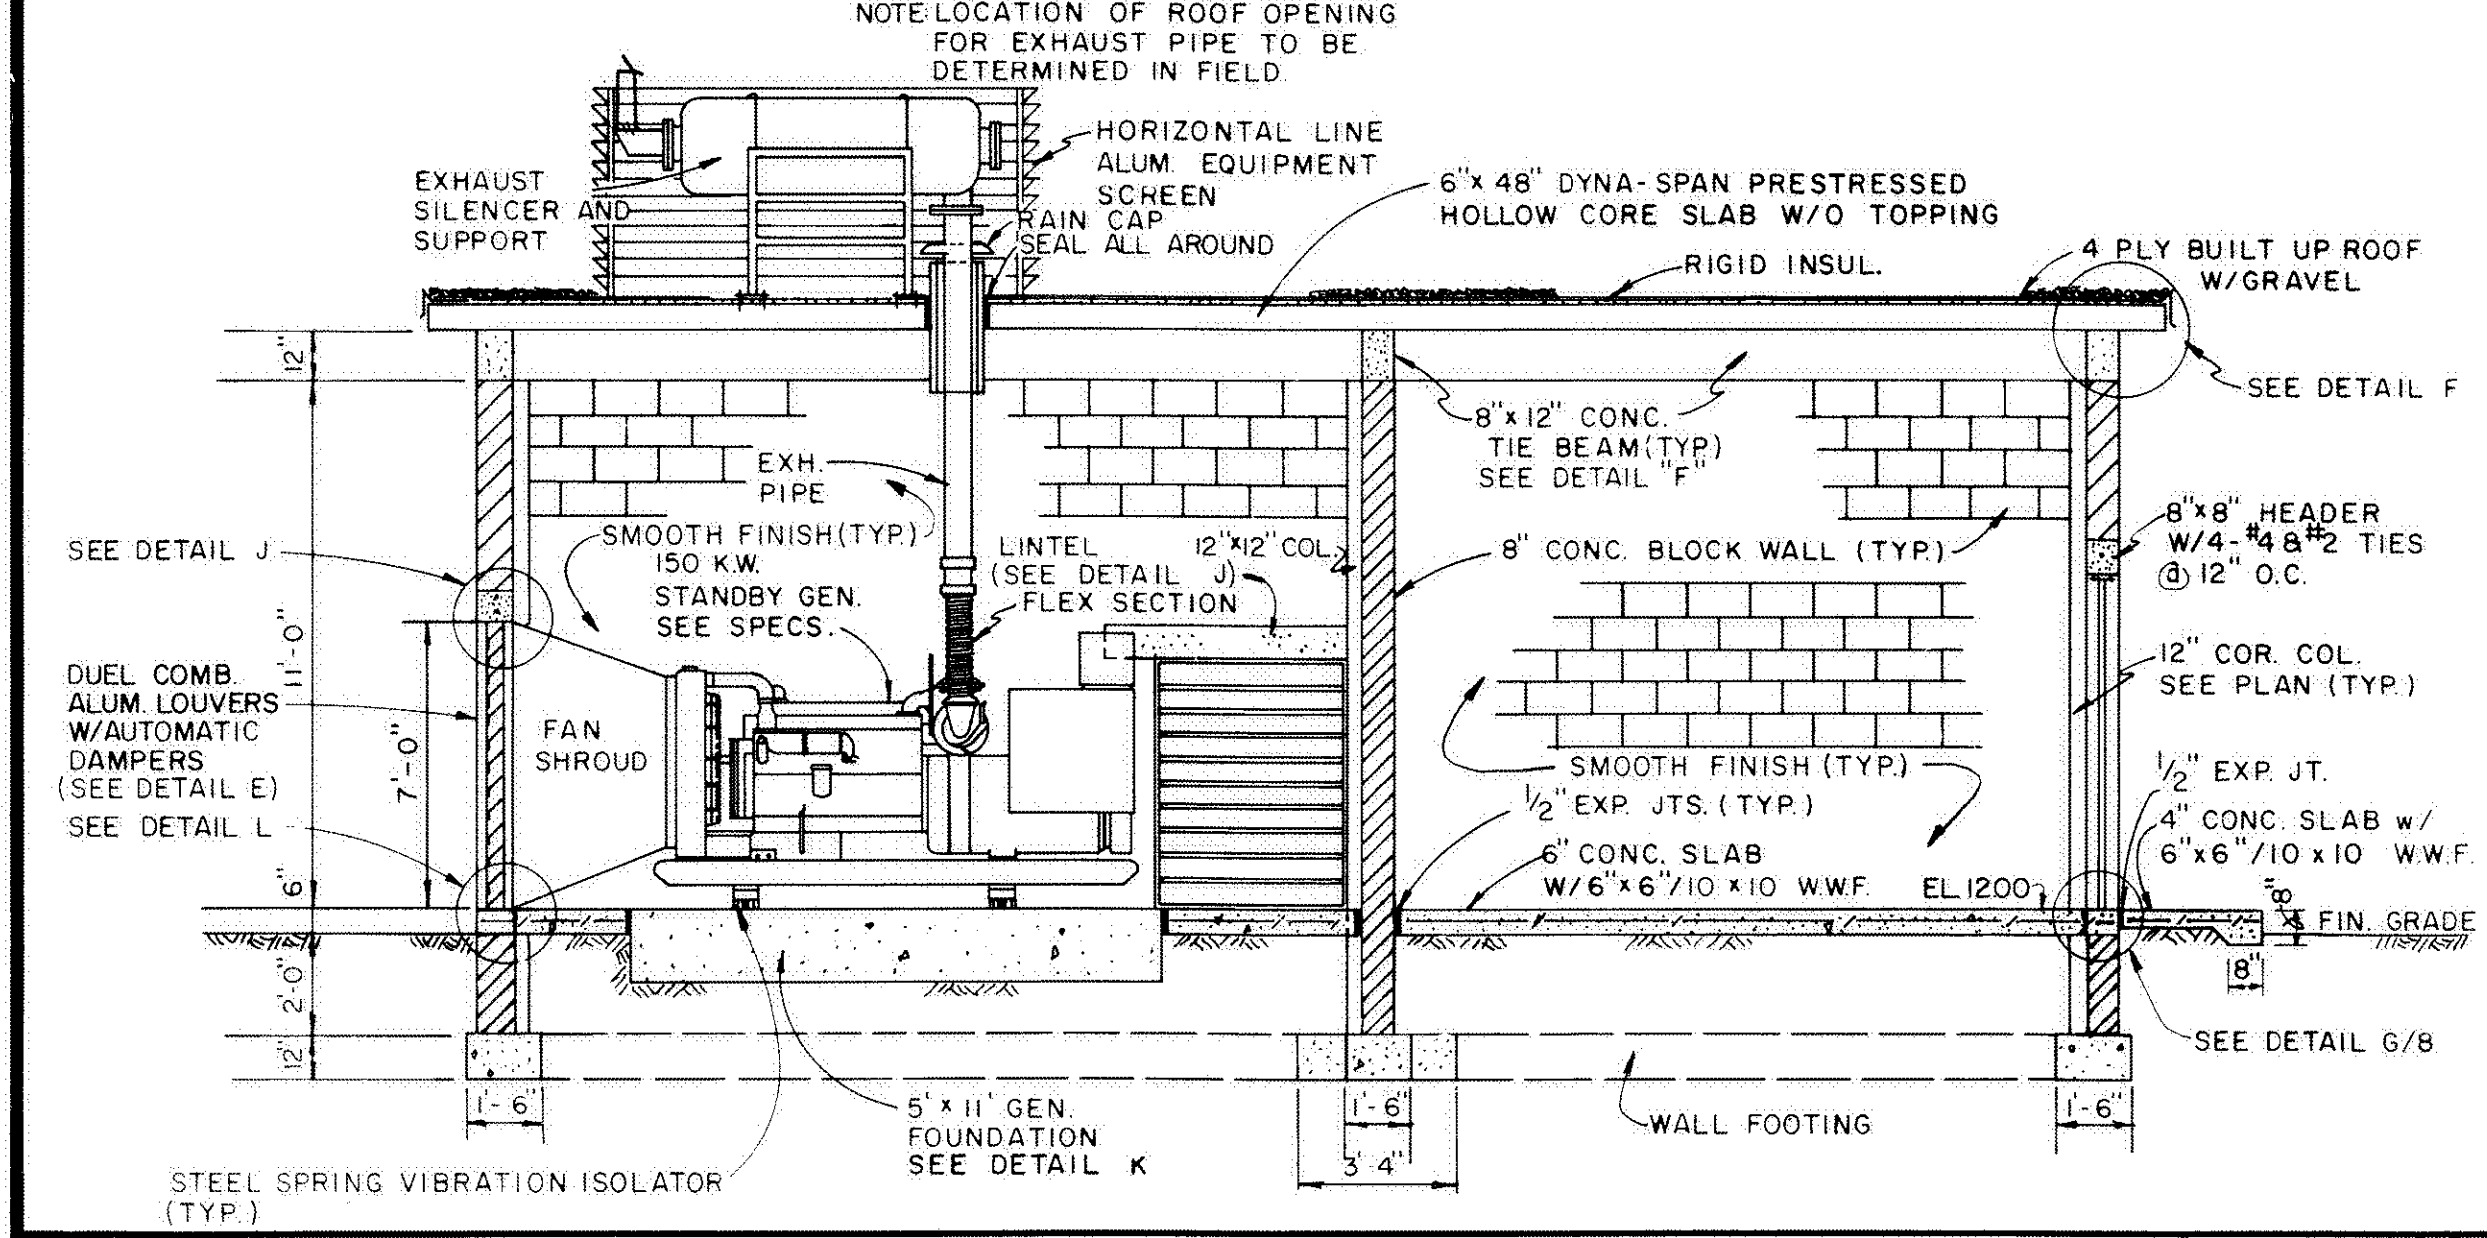 NOTE: LOCATION OF ROOF OPENING
FOR EXHAUST PIPE TO BE
DETERMINED IN FIELD.
HORIZONTAL LINE
ALUM. EQUIPMENT
SCREEN
EXHAUST
SILENCER AND
SUPPORT
RAIN CAP
SEAL ALL AROUND
6"x 48" DYNA-SPAN PRESTRESSED
HOLLOW CORE SLAB W/O TOPPING
RIGID INSUL.
4 PLY BUILT UP ROOF
W/GRAVEL
12"
SEE DETAIL F
8"x12" CONC.
TIE BEAM(TYP.)
SEE DETAIL "F"
EXH.
PIPE
SMOOTH FINISH(TYP.)
150 K.W.
STANDBY GEN.
SEE SPECS.
LINTEL
(SEE DETAIL J)
FLEX SECTION
12"x12" COL.
8" CONC. BLOCK WALL (TYP.)
8"x8" HEADER
W/4-#4 & #2 TIES
@ 12" O.C.
SEE DETAIL J
11'-0"
7'-0"
DUEL COMB.
ALUM. LOUVERS
W/AUTOMATIC
DAMPERS
(SEE DETAIL E)
SEE DETAIL L
FAN
SHROUD
12" COR. COL.
SEE PLAN (TYP.)
SMOOTH FINISH (TYP.)
1/2" EXP. JTS. (TYP.)
1/2" EXP. JT.
4" CONC. SLAB w/
6"x6"/10 x10 W.W.F.
6" CONC. SLAB
W/6"x6"/10 x10 W.W.F.
EL.1200
8"
FIN. GRADE
6"
2'-0"
12"
8"
SEE DETAIL G/8
1'-6"
1'-6"
1'-6"
3'4"
5' x 11' GEN.
FOUNDATION
SEE DETAIL K
WALL FOOTING
STEEL SPRING VIBRATION ISOLATOR
(TYP.)